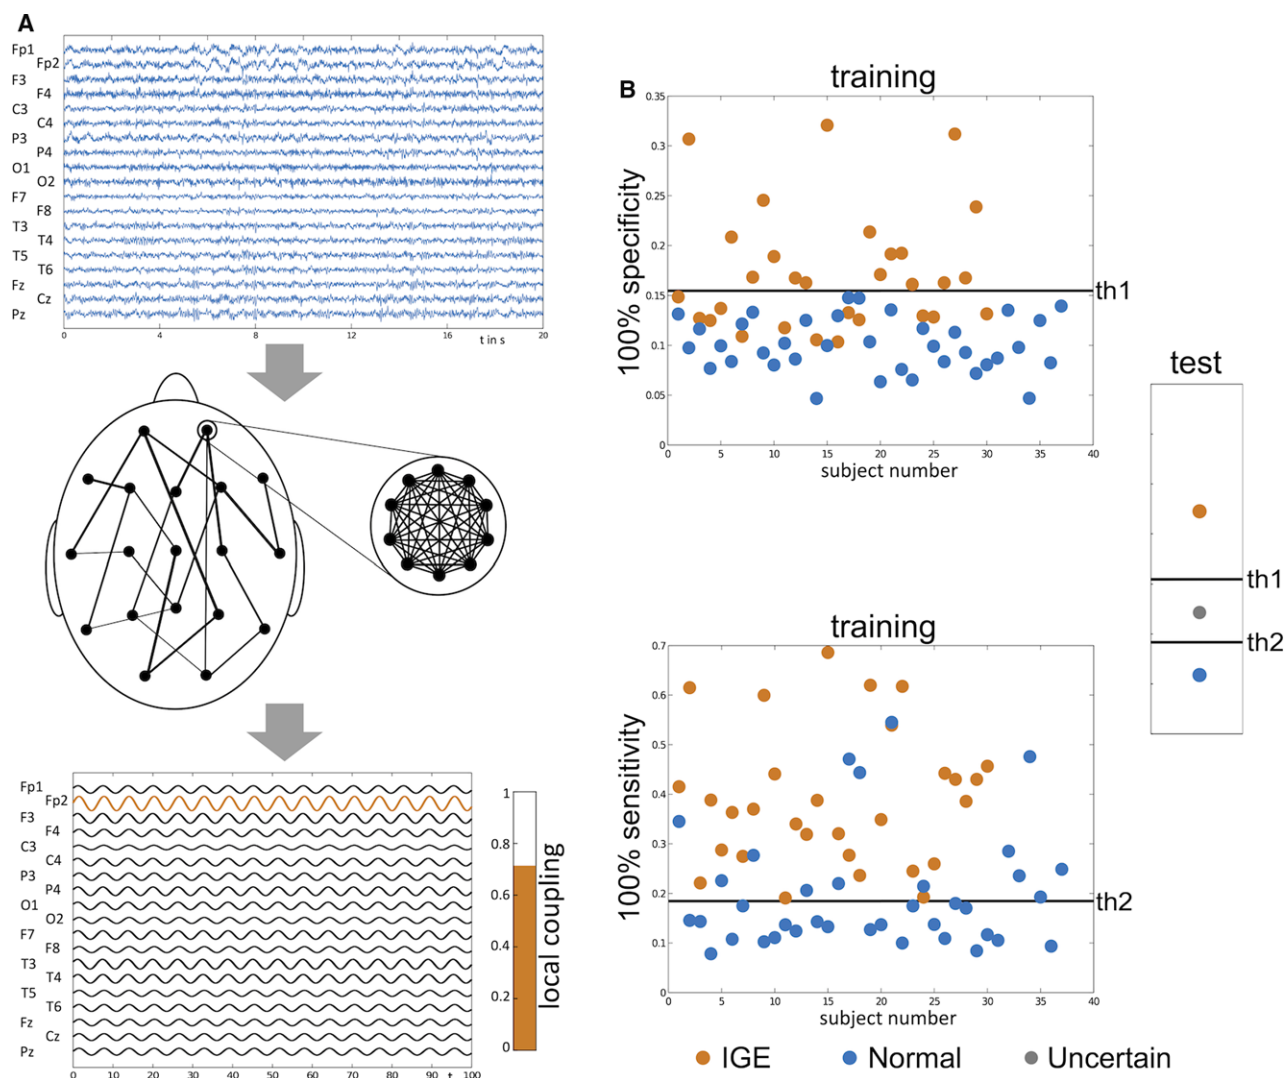 A
Fp1
Fp2
F3
F4
C3
C4
P3
P4
O1
O2
F7
F8
T3
T4
T5
T6
Fz
Cz
Pz
0 4 8 12 16 t in s 20
Fp1
Fp2
F3
F4
C3
C4
P3
P4
O1
O2
F7
F8
T3
T4
T5
T6
Fz
Cz
Pz
0 10 20 30 40 50 60 70 80 90 t 100
1
0.8
0.6
0.4
0.2
0
local coupling
B
training
0.35
0.3
0.25
0.2
0.15
0.1
0.05
0
100% specificity
th1
0 5 10 15 20 25 30 35 40
subject number
training
0.7
0.6
0.5
0.4
0.3
0.2
0.1
0
100% sensitivity
th2
0 5 10 15 20 25 30 35 40
subject number
test
th1
th2
IGE Normal Uncertain